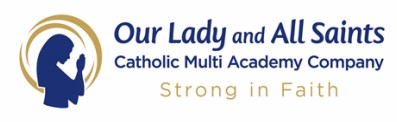 Our Lady and All Saints
Catholic Multi Academy Company
Strong in Faith